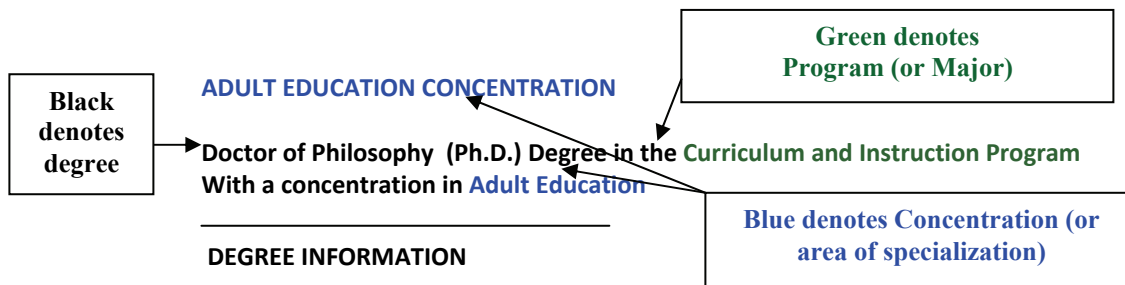 Green denotes
Program (or Major)
Black
denotes
degree
ADULT EDUCATION CONCENTRATION
Doctor of Philosophy (Ph.D.) Degree in the Curriculum and Instruction Program
With a concentration in Adult Education
Blue denotes Concentration (or
area of specialization)
DEGREE INFORMATION